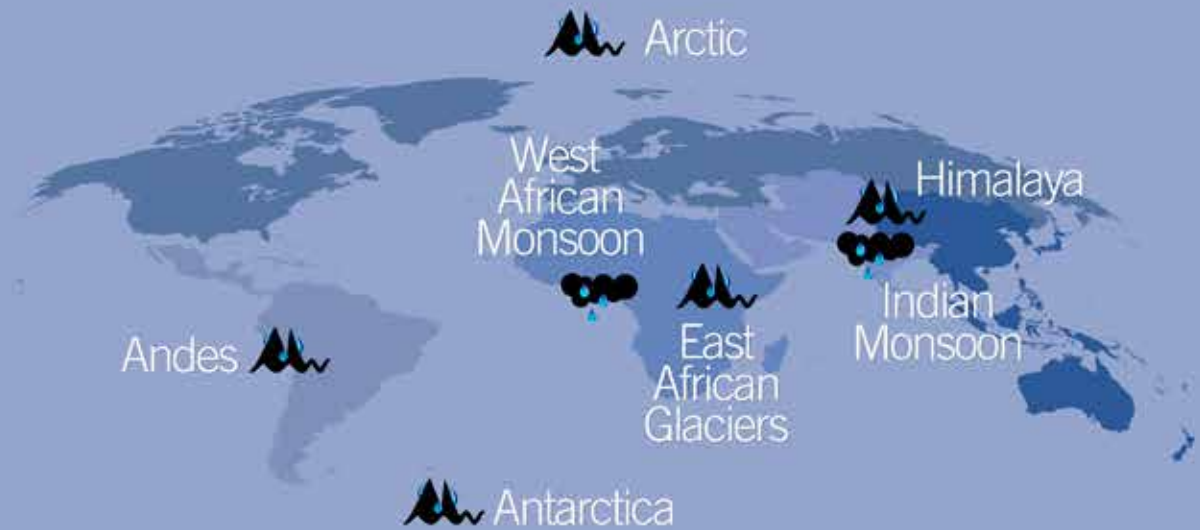 Arctic
West
African
Monsoon
Himalaya
Indian
Monsoon
East
African
Glaciers
Andes
Antarctica